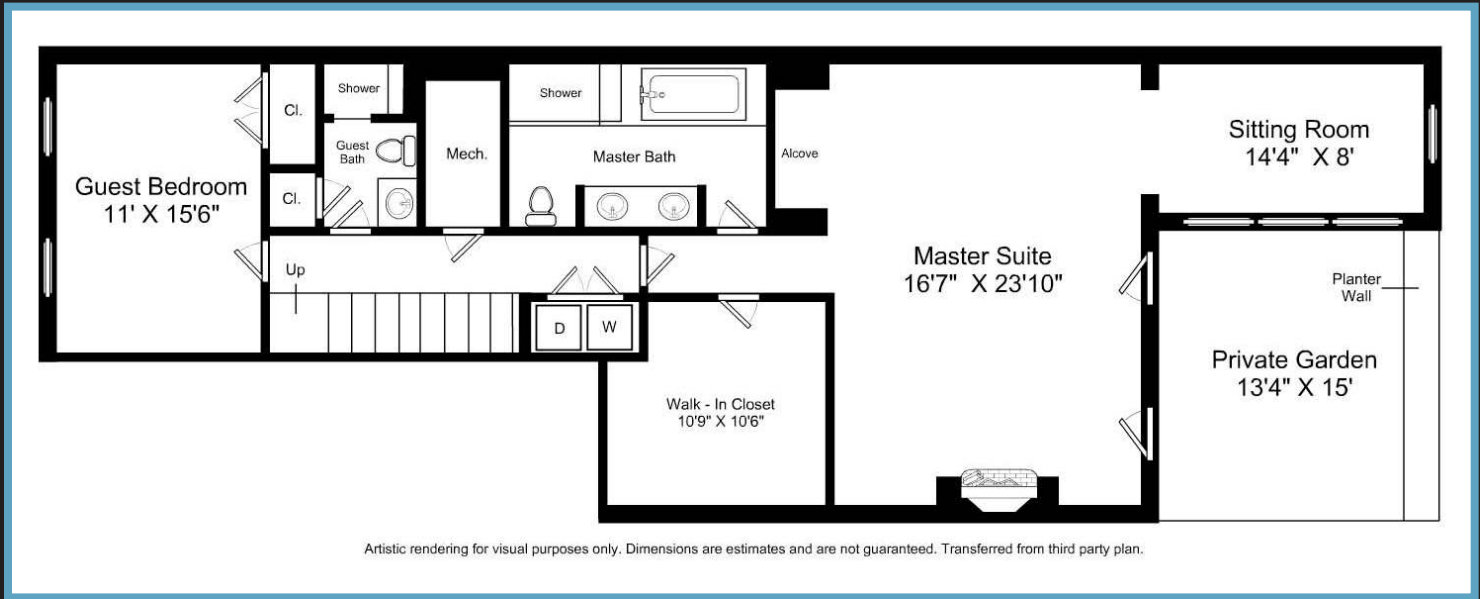 Guest Bedroom
11' X 15'6"
Cl.
Cl.
Shower
Guest
Bath
Mech.
Shower
Master Bath
Alcove
Up
D
W
Walk - In Closet
10'9" X 10'6"
Master Suite
16'7" X 23'10"
Sitting Room
14'4" X 8'
Planter
Wall
Private Garden
13'4" X 15'
Artistic rendering for visual purposes only. Dimensions are estimates and are not guaranteed. Transferred from third party plan.